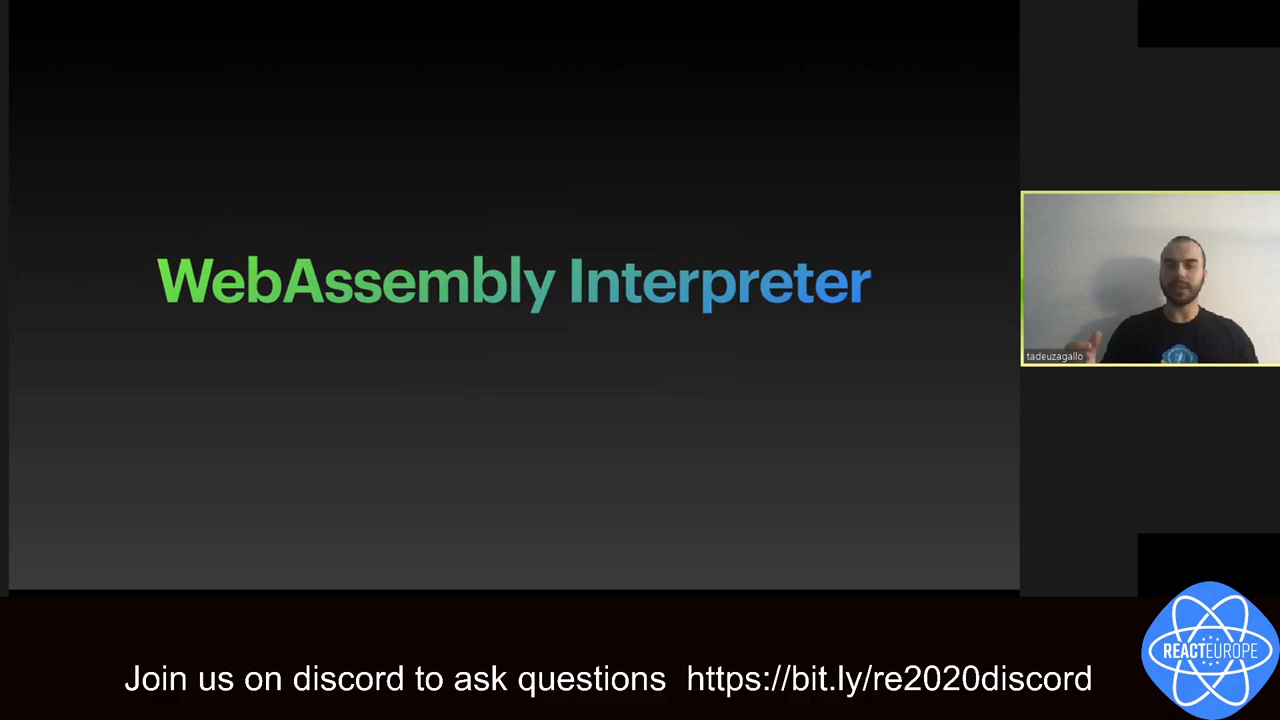 WebAssembly Interpreter
tadeuzagallo
REACTEUROPE
Join us on discord to ask questions  https://bit.ly/re2020discord